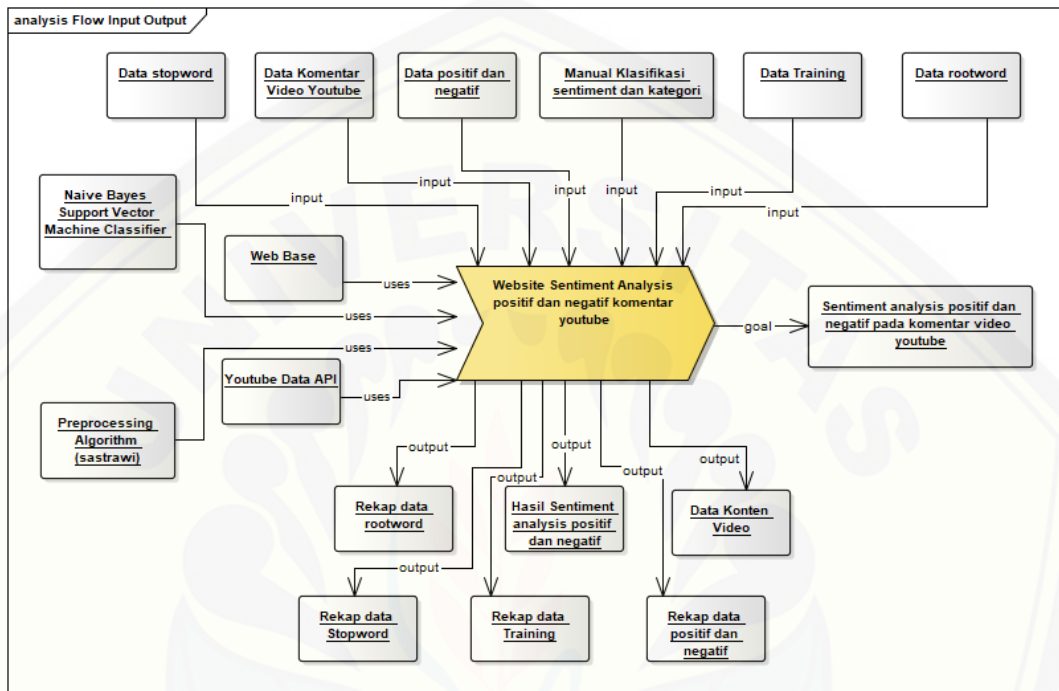 analysis Flow Input Output
Data stopword
Data Komentar
Video Youtube
Data positif dan
negatif
Manual Klasifikasi
sentiment dan kategori
Data Training
Data rootword
input
input
input
input
input
input
Naive Bayes
Support Vector
Machine Classifier
Web Base
uses
uses
uses
uses
Youtube Data API
Preprocessing
Algorithm
(sastrawi)
Website Sentiment Analysis
positif dan negatif komentar
youtube
goal
Sentiment analysis positif dan
negatif pada komentar video
youtube
output
output
output
output
output
output
Rekap data
rootword
Hasil Sentiment
analysis positif
dan negatif
Data Konten
Video
Rekap data
Stopword
Rekap data
Training
Rekap data
positif dan
negatif
UNIVERSITAS